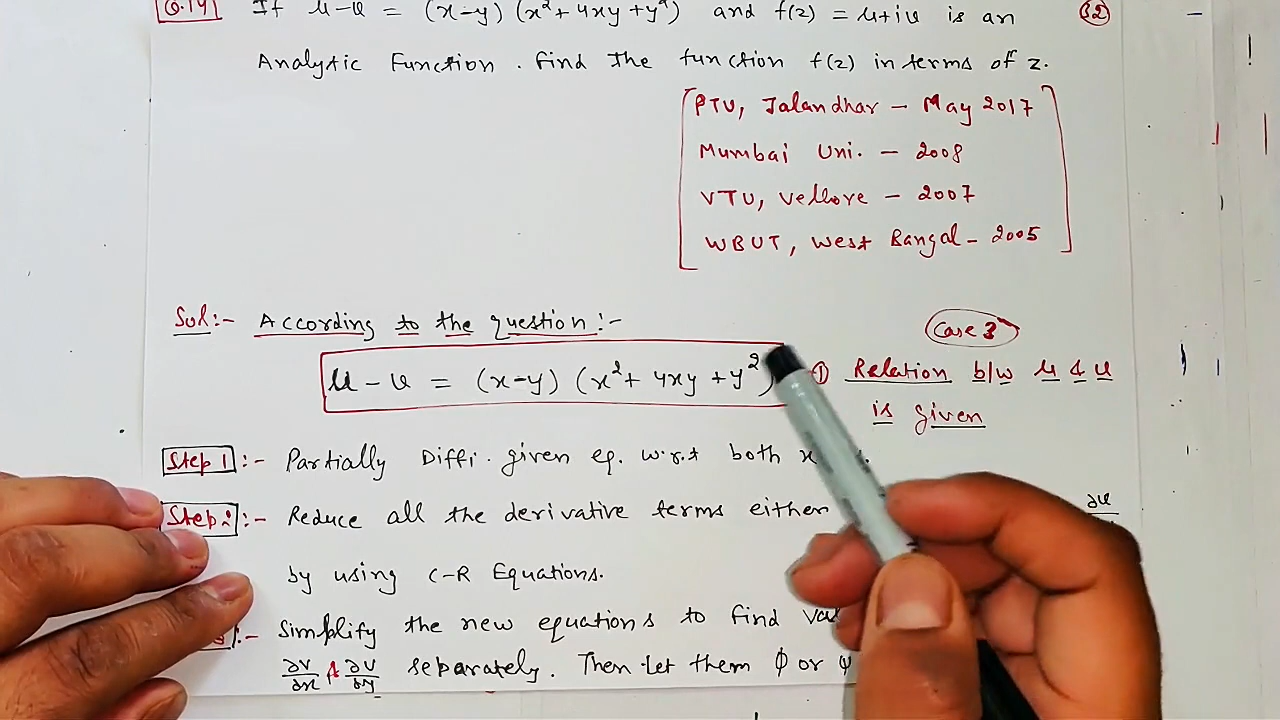 Q.14 If u-v = (x-y) (x²+4xy+y²) and f(z) = u+iv is an
32
Analytic Function. Find the function f(z) in terms of z.
PTU, Jalandhar - May 2017
Mumbai Uni. - 2008
VTU, Vellore - 2007
WBUT, West Bangal - 2005
Sol:- According to the question:-
Case 3
u - v = (x-y) (x²+4xy+y²) ① Relation b/w u & v
is given
Step 1 :- Partially Diffi. given eq. w.r.t both x
Step :- Reduce all the derivative terms either ∂v
by using C-R Equations.
:- Simplify the new equations to find
∂v/∂x & ∂v/∂y separately. Then let them ϕ or